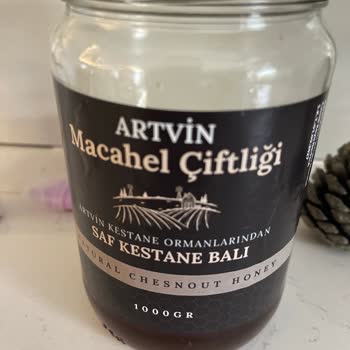 ARTVİN
Macahel Çiftliği
ARTVİN KESTANE ORMANLARINDAN
SAF KESTANE BALI
NATURAL CHESNOUT HONEY
1000GR